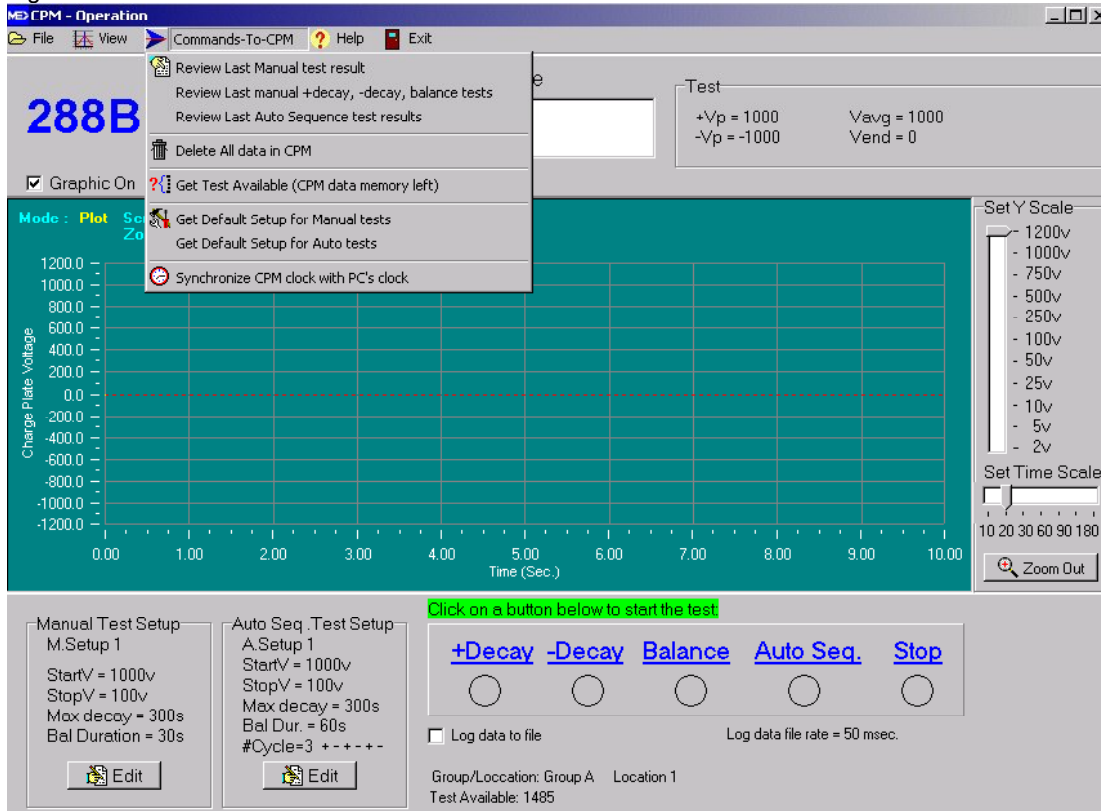 CPM - Operation
File View Commands-To-CPM ? Help Exit
Review Last Manual test result
Review Last manual +decay, -decay, balance tests
Review Last Auto Sequence test results
Delete All data in CPM
?{ Get Test Available (CPM data memory left)
Get Default Setup for Manual tests
Get Default Setup for Auto tests
Synchronize CPM clock with PC's clock
288B
Graphic On
Test
+Vp = 1000 Vavg = 1000
-Vp = -1000 Vend = 0
Mode : Plot
1200.0
1000.0
800.0
600.0
400.0
200.0
0.0
-200.0
-400.0
-600.0
-800.0
-1000.0
-1200.0
Charge Plate Voltage
0.00 1.00 2.00 3.00 4.00 5.00 6.00 7.00 8.00 9.00 10.00
Time (Sec.)
Set Y Scale
1200v
1000v
750v
500v
250v
100v
50v
25v
10v
5v
2v
Set Time Scale
10 20 30 60 90 180
Zoom Out
Manual Test Setup
M.Setup 1
StartV = 1000v
StopV = 100v
Max decay = 300s
Bal Duration = 30s
Edit
Auto Seq .Test Setup
A.Setup 1
StartV = 1000v
StopV = 100v
Max decay = 300s
Bal Dur. = 60s
#Cycle=3 + - + - + -
Edit
Click on a button below to start the test:
+Decay -Decay Balance Auto Seq. Stop
Log data to file
Log data file rate = 50 msec.
Group/Loccation: Group A Location 1
Test Available: 1485